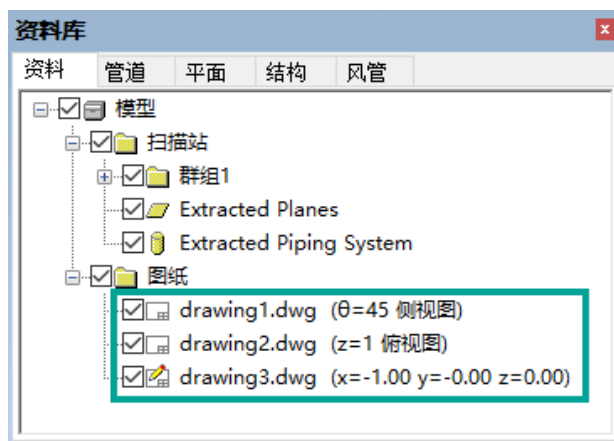 资料库
资料 管道 平面 结构 风管
模型
扫描站
群组1
Extracted Planes
Extracted Piping System
图纸
drawing1.dwg (θ=45 侧视图)
drawing2.dwg (z=1 俯视图)
drawing3.dwg (x=-1.00 y=-0.00 z=0.00)